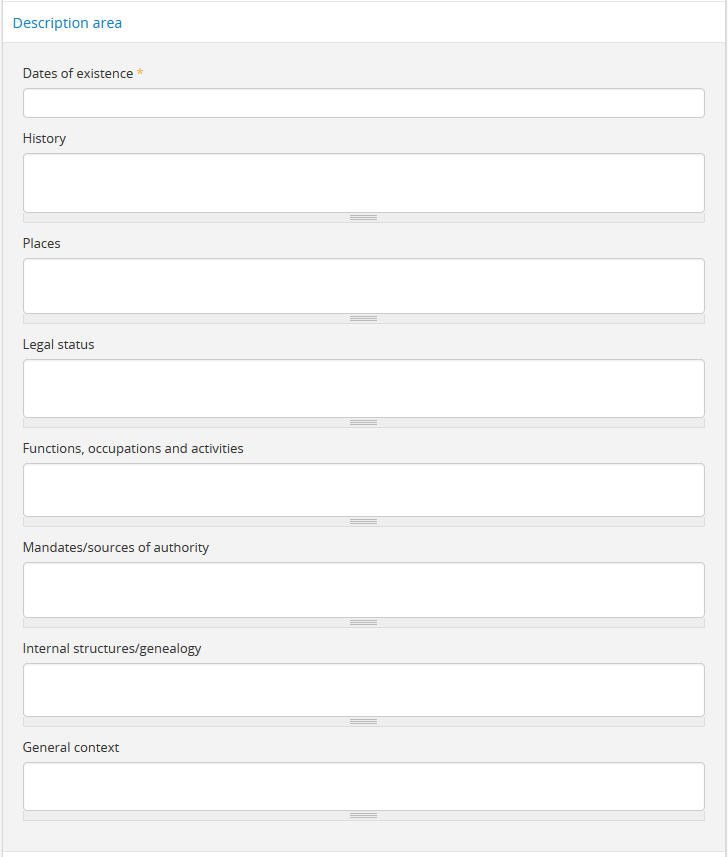 Description area
Dates of existence *
History
Places
Legal status
Functions, occupations and activities
Mandates/sources of authority
Internal structures/genealogy
General context